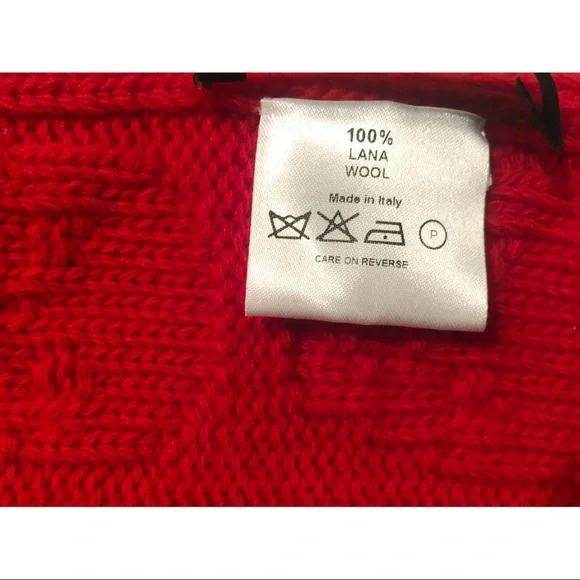 100%
LANA
WOOL
Made in Italy
P
CARE ON REVERSE